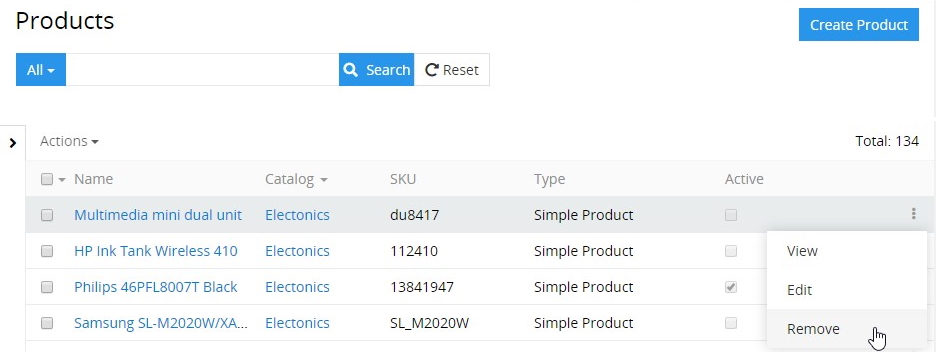 Products
Create Product
All
Search
Reset
Actions
Total: 134
Name Catalog SKU Type Active
Multimedia mini dual unit Electonics du8417 Simple Product
HP Ink Tank Wireless 410 Electonics 112410 Simple Product
View
Philips 46PFL8007T Black Electonics 13841947 Simple Product
Edit
Samsung SL-M2020W/XA... Electonics SL_M2020W Simple Product
Remove